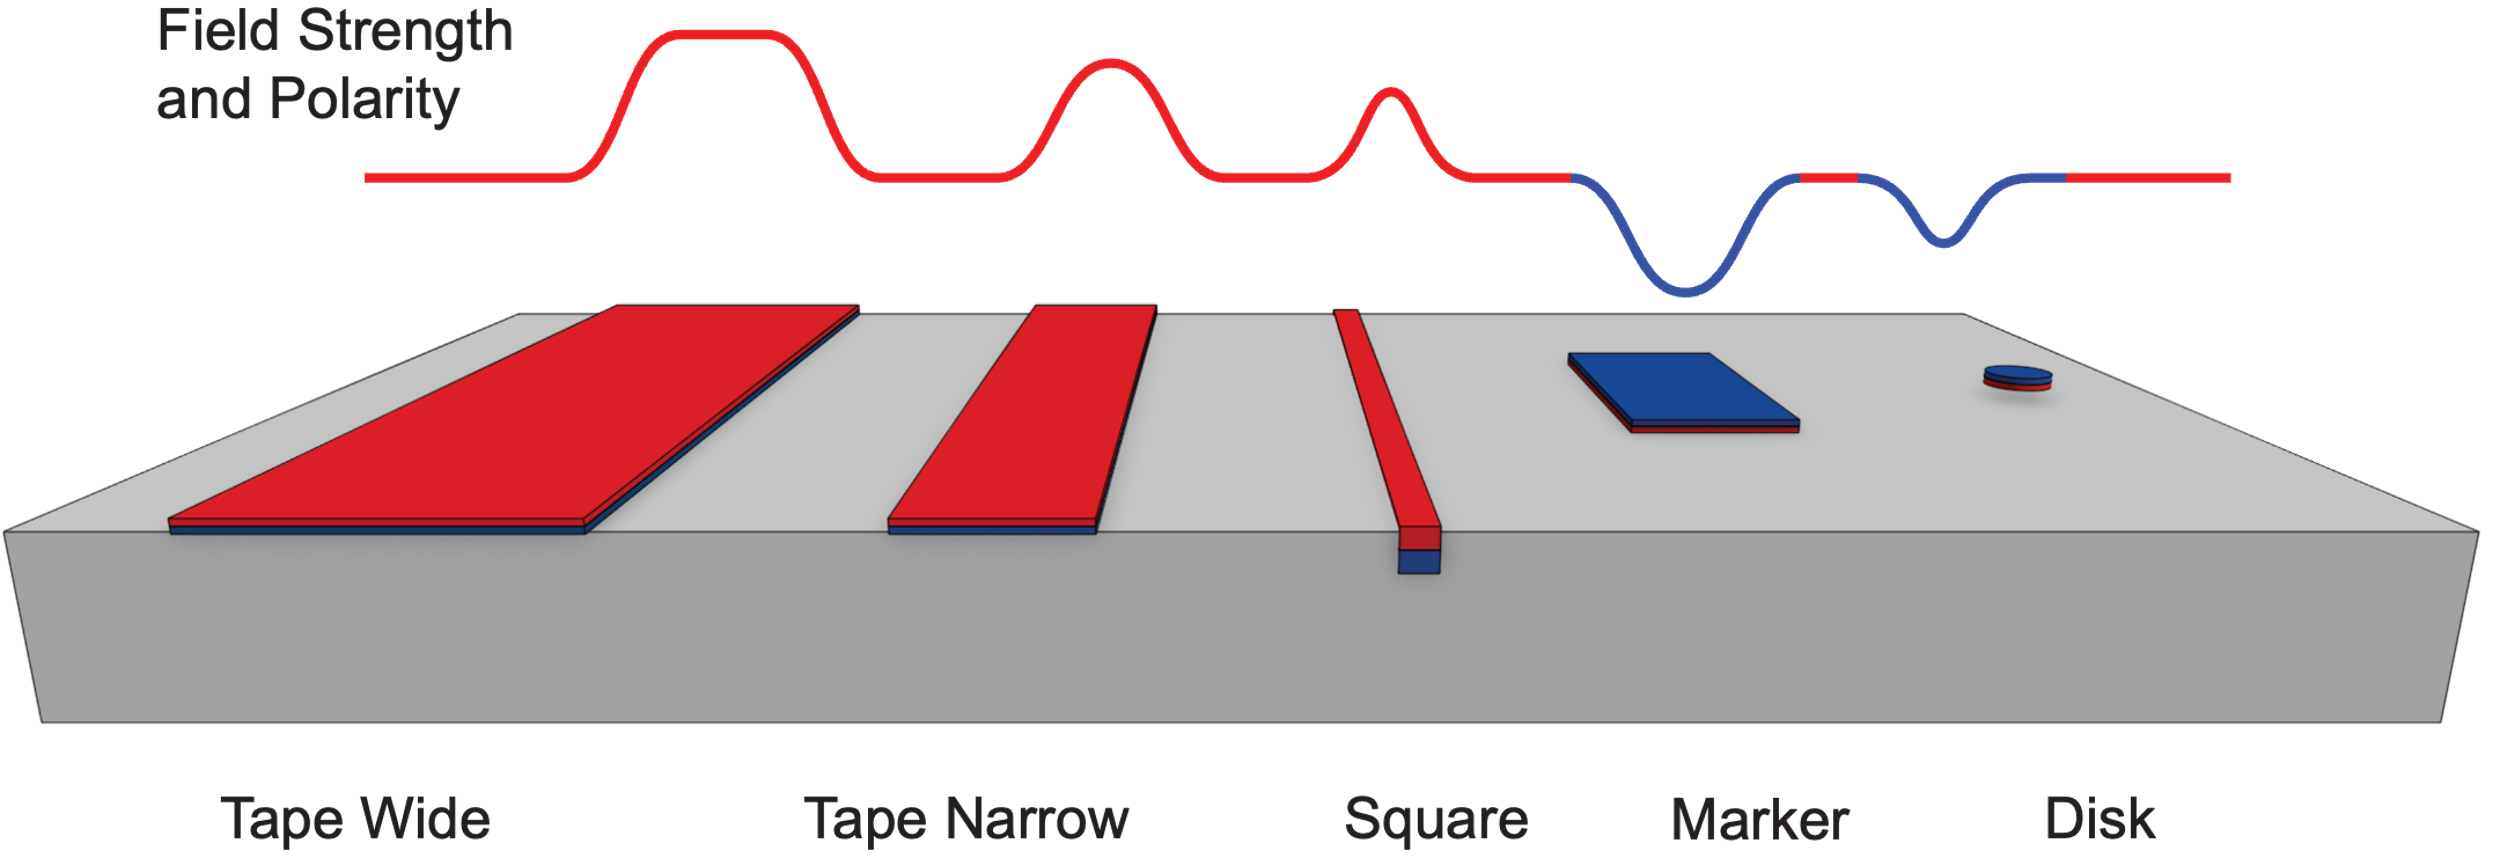 Field Strength
and Polarity
Tape Wide
Tape Narrow
Square
Marker
Disk